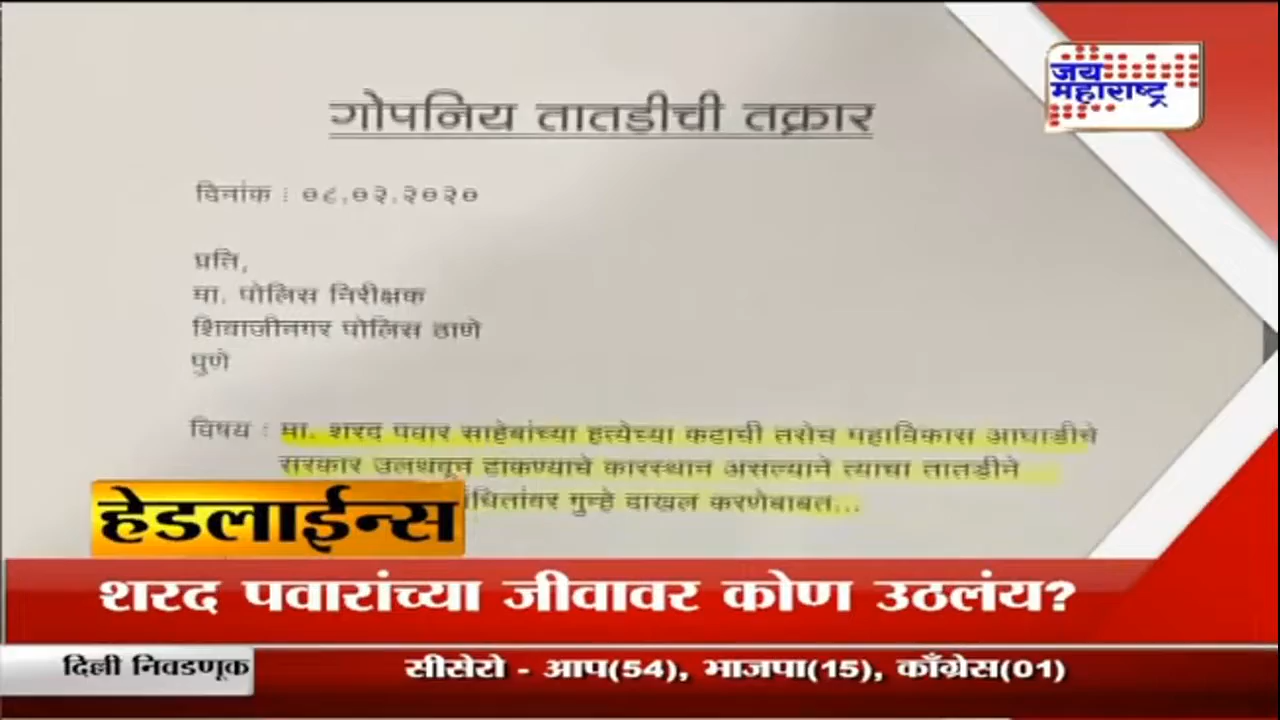 जय
महाराष्ट्र
गोपनिय तातडीची तक्रार
दिनांक : ०८.०२.२०२०
प्रति,
मा. पोलिस निरीक्षक
शिवाजीनगर पोलिस ठाणे
पुणे
विषय : मा. शरद पवार साहेबांच्या हत्येच्या कटाची तसेच महाविकास आघाडीचे
सरकार उलथवून टाकण्याचे कारस्थान असल्याने त्याचा तातडीने
गुन्हे दाखल करणेबाबत...
हेडलाईन्स
शरद पवारांच्या जीवावर कोण उठलंय?
दिल्ली निवडणूक
सीसेरो - आप(54), भाजपा(15), काँग्रेस(01)